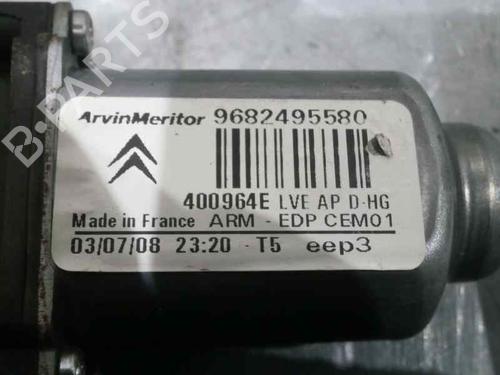 B-PARTS
ArvinMeritor 9682495580
400964E LVE AP D-HG
Made in France ARM - EDP CEM01
03/07/08 23:20 - T5 eep3